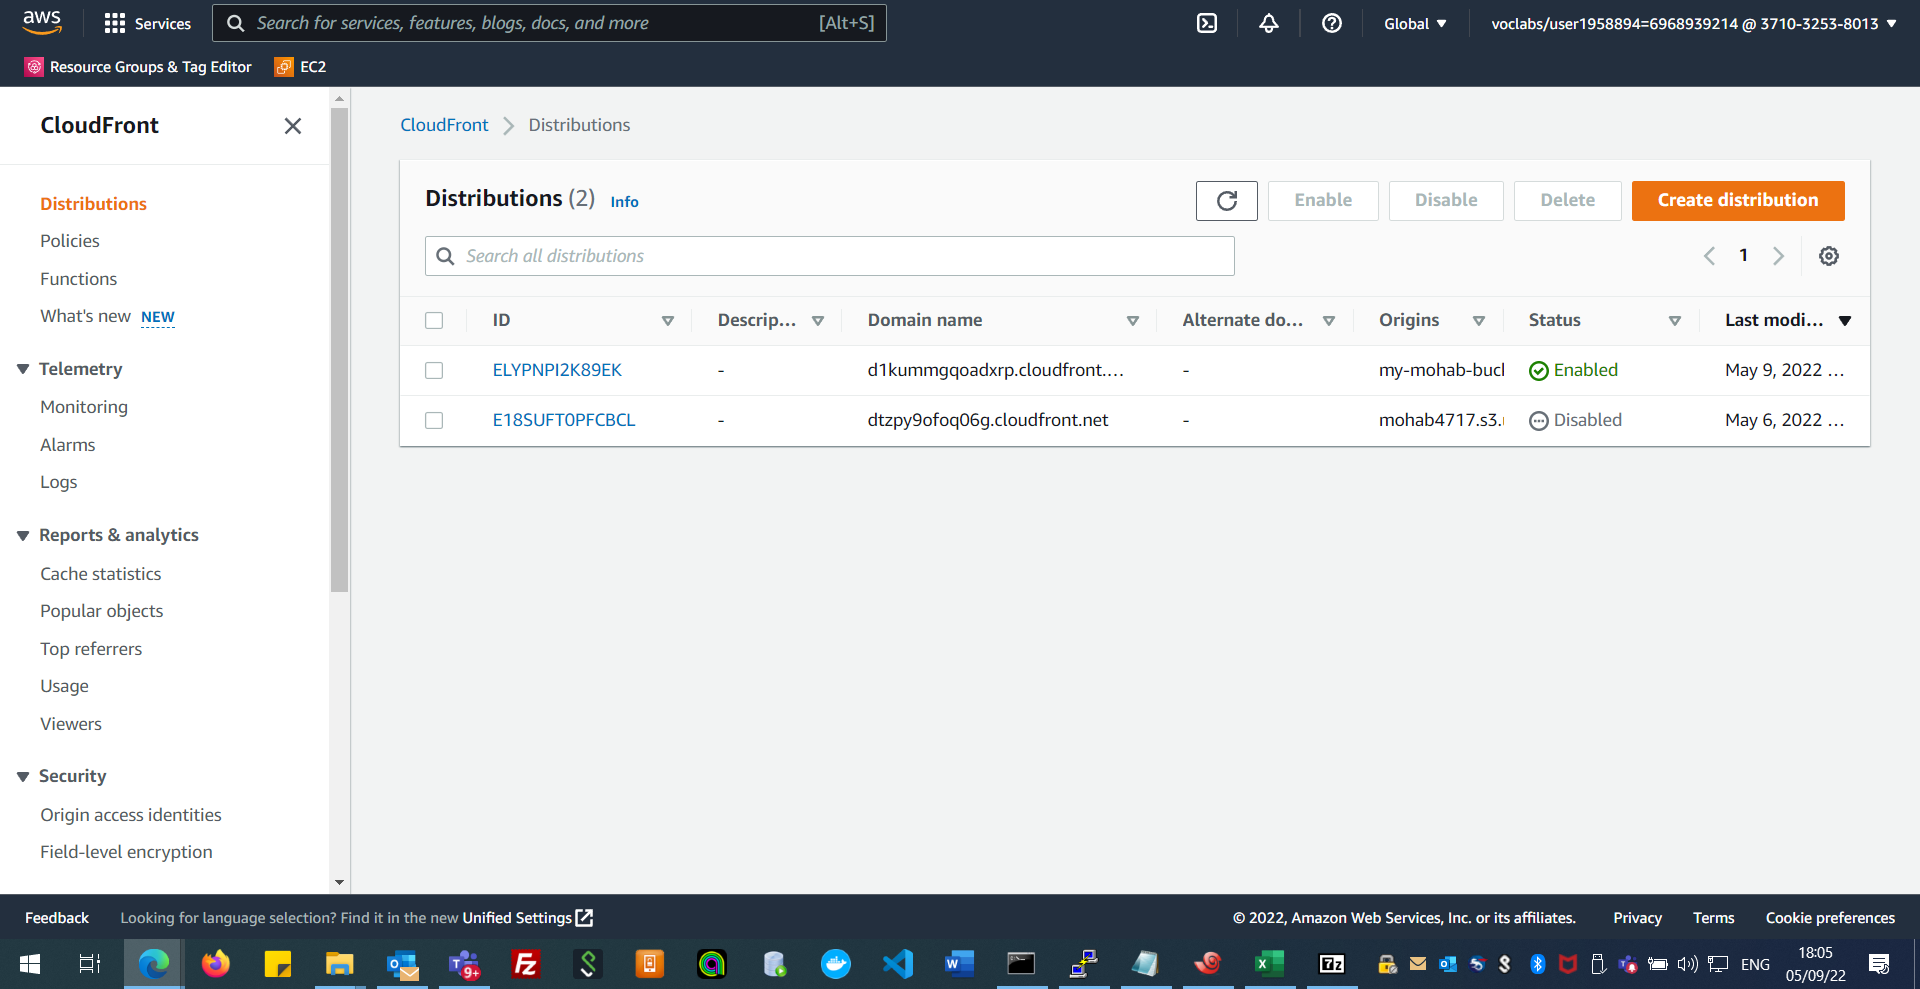 aws
Services
Search for services, features, blogs, docs, and more
[Alt+S]
Global
voclabs/user1958894=6968939214 @ 3710-3253-8013
Resource Groups & Tag Editor
EC2
CloudFront
Distributions
Policies
Functions
What's new NEW
Telemetry
Monitoring
Alarms
Logs
Reports & analytics
Cache statistics
Popular objects
Top referrers
Usage
Viewers
Security
Origin access identities
Field-level encryption
CloudFront > Distributions
Distributions (2) Info
Enable
Disable
Delete
Create distribution
Search all distributions
1
ID Descrip... Domain name Alternate do... Origins Status Last modi...
ELYPNPI2K89EK - d1kummgqoadxrp.cloudfront.... - my-mohab-buc Enabled May 9, 2022 ...
E18SUFT0PFCBCL - dtzpy9ofoq06g.cloudfront.net - mohab4717.s3. Disabled May 6, 2022 ...
Feedback
Looking for language selection? Find it in the new Unified Settings
© 2022, Amazon Web Services, Inc. or its affiliates.
Privacy
Terms
Cookie preferences
9+
ENG
18:05
05/09/22